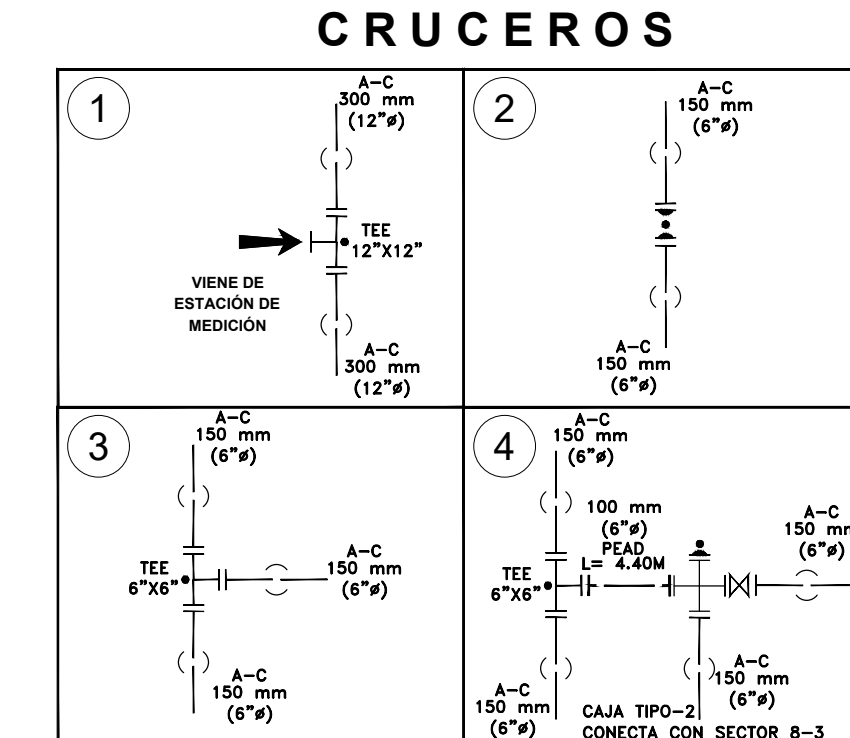 CRUCEROS
1
A-C
300 mm
(12"ø)
TEE
12"X12"
VIENE DE
ESTACIÓN DE
MEDICIÓN
A-C
300 mm
(12"ø)
2
A-C
150 mm
(6"ø)
A-C
150 mm
(6"ø)
3
A-C
150 mm
(6"ø)
TEE
6"X6"
A-C
150 mm
(6"ø)
A-C
150 mm
(6"ø)
4
A-C
150 mm
(6"ø)
100 mm
(6"ø)
PEAD
L= 4.40M
TEE
6"X6"
A-C
150 mm
(6"ø)
A-C
150 mm
(6"ø)
A-C
150 mm
(6"ø)
CAJA TIPO-2
CONECTA CON SECTOR 8-3